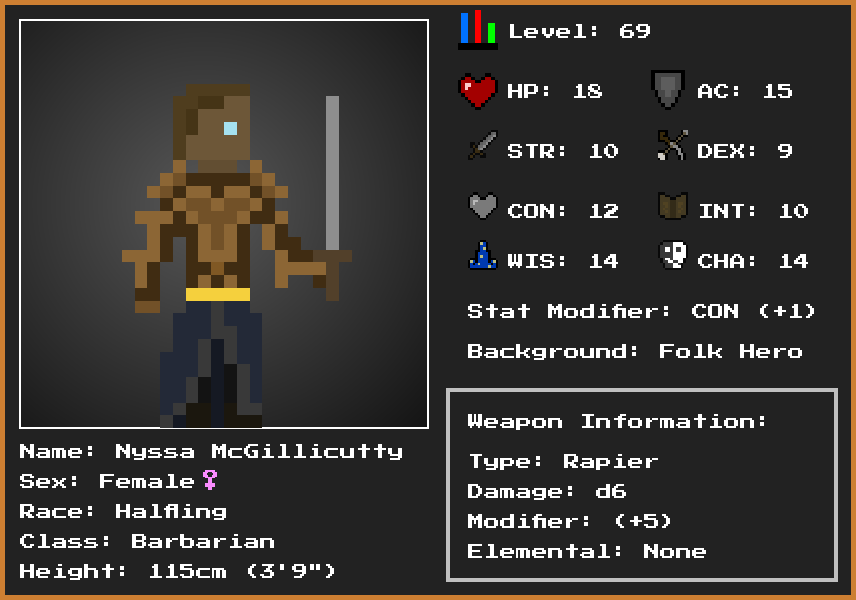 Level: 69
HP: 18
AC: 15
STR: 10
DEX: 9
CON: 12
INT: 10
WIS: 14
CHA: 14
Stat Modifier: CON (+1)
Background: Folk Hero
Weapon Information:
Type: Rapier
Damage: d6
Modifier: (+5)
Elemental: None
Name: Nyssa McGillicutty
Sex: Female♀
Race: Halfling
Class: Barbarian
Height: 115cm (3'9")